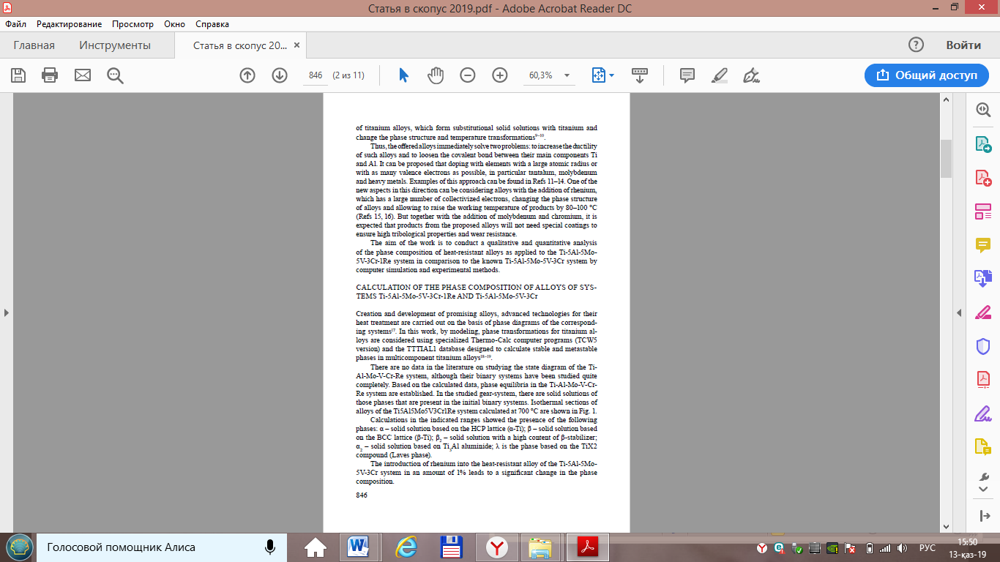 Статья в скопус 2019.pdf - Adobe Acrobat Reader DC
Файл Редактирование Просмотр Окно Справка
Главная Инструменты Статья в скопус 20... × Войти
846 (2 из 11) 60,3% Общий доступ
of titanium alloys, which form substitutional solid solutions with titanium and
change the phase structure and temperature transformations⁹⁻¹⁰.
Thus, the offered alloys immediately solve two problems: to increase the ductility
of such alloys and to loosen the covalent bond between their main components Ti
and Al. It can be proposed that doping with elements with a large atomic radius or
with as many valence electrons as possible, in particular tantalum, molybdenum
and heavy metals. Examples of this approach can be found in Refs 11–14. One of the
new aspects in this direction can be considering alloys with the addition of rhenium,
which has a large number of collectivized electrons, changing the phase structure
of alloys and allowing to raise the working temperature of products by 80–100 °C
(Refs 15, 16). But together with the addition of molybdenum and chromium, it is
expected that products from the proposed alloys will not need special coatings to
ensure high tribological properties and wear resistance.
The aim of the work is to conduct a qualitative and quantitative analysis
of the phase composition of heat-resistant alloys as applied to the Ti-5Al-5Mo-
5V-3Cr-1Re system in comparison to the known Ti-5Al-5Mo-5V-3Cr system by
computer simulation and experimental methods.
CALCULATION OF THE PHASE COMPOSITION OF ALLOYS OF SYS-
TEMS Ti-5Al-5Mo-5V-3Cr-1Re AND Ti-5Al-5Mo-5V-3Cr
Creation and development of promising alloys, advanced technologies for their
heat treatment are carried out on the basis of phase diagrams of the correspond-
ing systems¹⁷. In this work, by modeling, phase transformations for titanium al-
loys are considered using specialized Thermo-Calc computer programs (TCW5
version) and the TTTIAL1 database designed to calculate stable and metastable
phases in multicomponent titanium alloys¹⁸⁻¹⁹.
There are no data in the literature on studying the state diagram of the Ti-
Al-Mo-V-Cr-Re system, although their binary systems have been studied quite
completely. Based on the calculated data, phase equilibria in the Ti-Al-Mo-V-Cr-
Re system are established. In the studied gear-system, there are solid solutions of
those phases that are present in the initial binary systems. Isothermal sections of
alloys of the Ti5Al5Mo5V3Cr1Re system calculated at 700 °C are shown in Fig. 1.
Calculations in the indicated ranges showed the presence of the following
phases: α – solid solution based on the HCP lattice (α-Ti); β – solid solution based
on the BCC lattice (β-Ti); β₂ – solid solution with a high content of β-stabilizer;
α₂ – solid solution based on Ti₃Al aluminide; λ is the phase based on the TiX2
compound (Laves phase).
The introduction of rhenium into the heat-resistant alloy of the Ti-5Al-5Mo-
5V-3Cr system in an amount of 1% leads to a significant change in the phase
composition.
846
Голосовой помощник Алиса
РУС
15:50
13-қаз-19